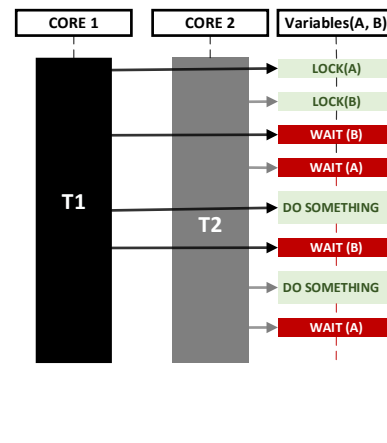 CORE 1
CORE 2
Variables(A, B)
LOCK(A)
LOCK(B)
WAIT (B)
WAIT (A)
T1
DO SOMETHING
T2
WAIT (B)
DO SOMETHING
WAIT (A)